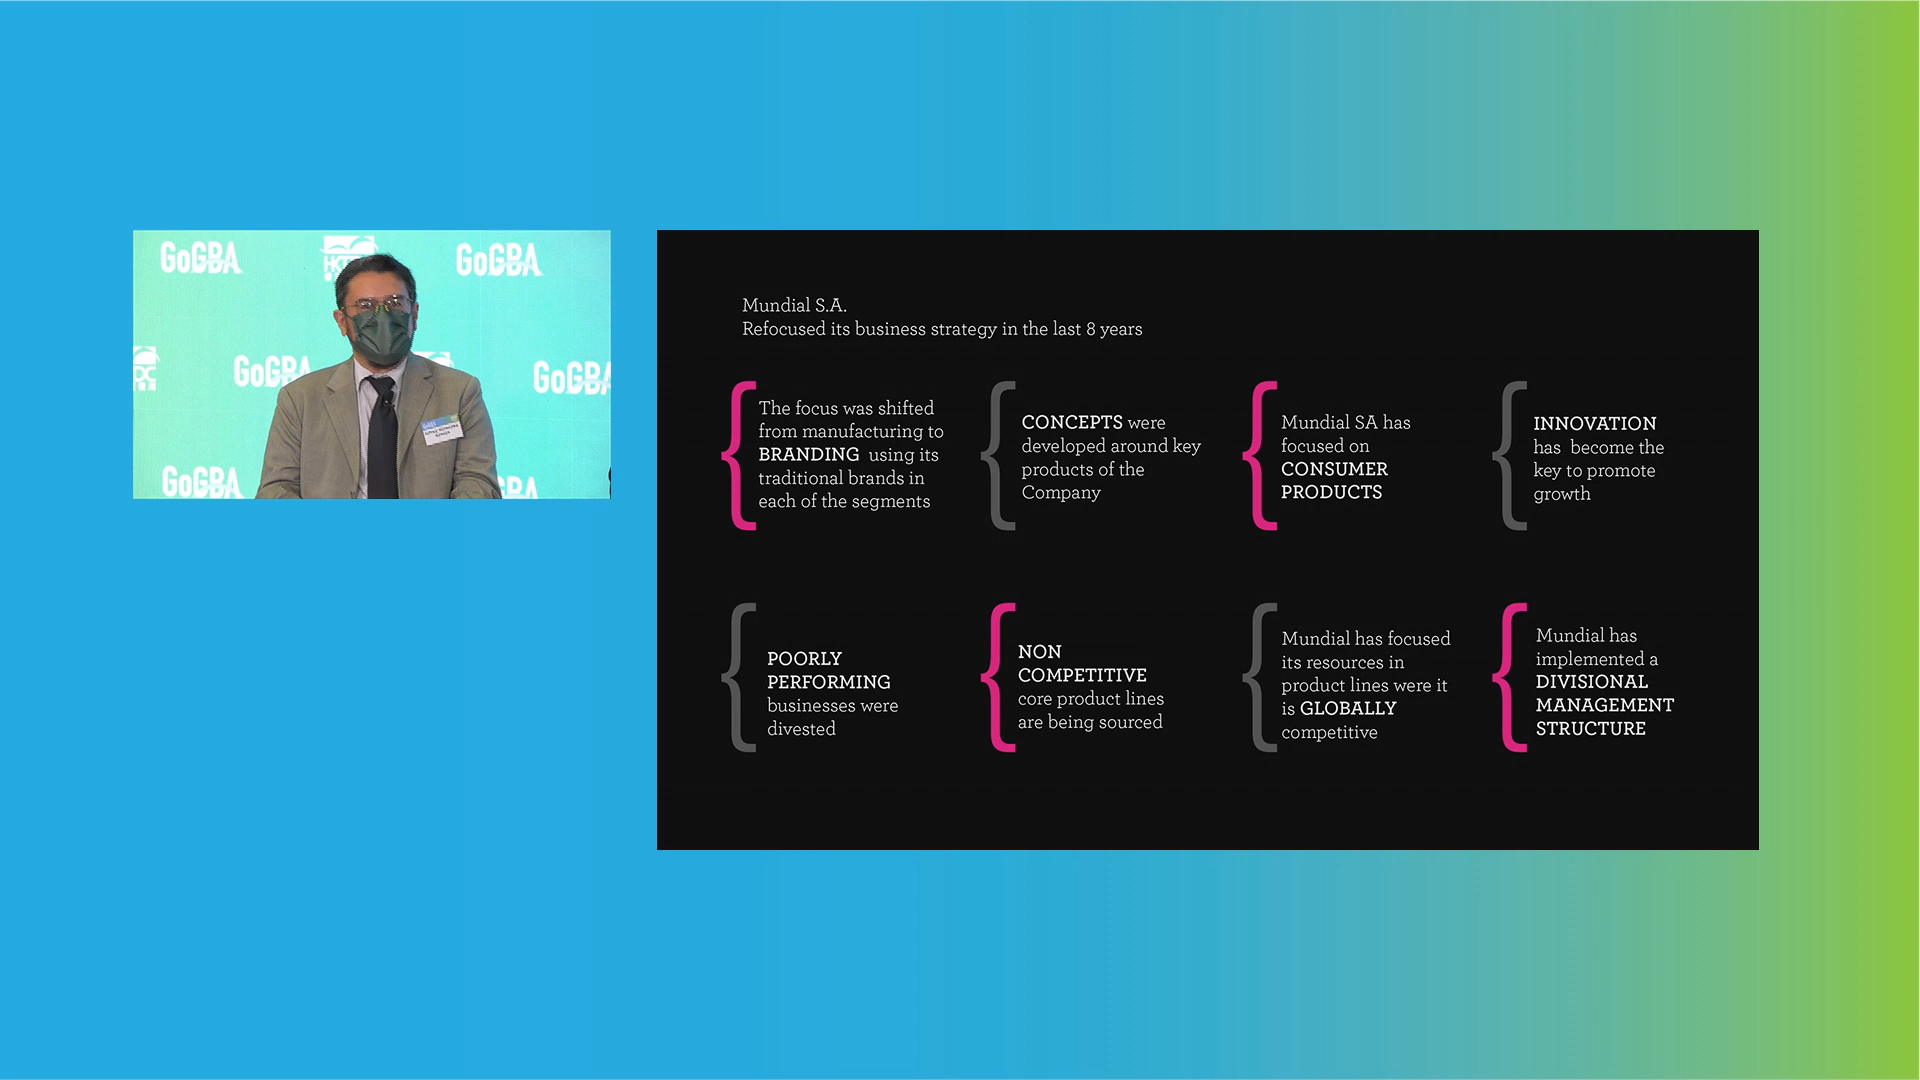 GoGBA
GoGBA
GoGBA
GoGBA
DC
GoGBA
Mundial S.A.
Refocused its business strategy in the last 8 years
The focus was shifted
from manufacturing to
BRANDING using its
traditional brands in
each of the segments
CONCEPTS were
developed around key
products of the
Company
Mundial SA has
focused on
CONSUMER
PRODUCTS
INNOVATION
has become the
key to promote
growth
POORLY
PERFORMING
businesses were
divested
NON
COMPETITIVE
core product lines
are being sourced
Mundial has focused
its resources in
product lines were it
is GLOBALLY
competitive
Mundial has
implemented a
DIVISIONAL
MANAGEMENT
STRUCTURE